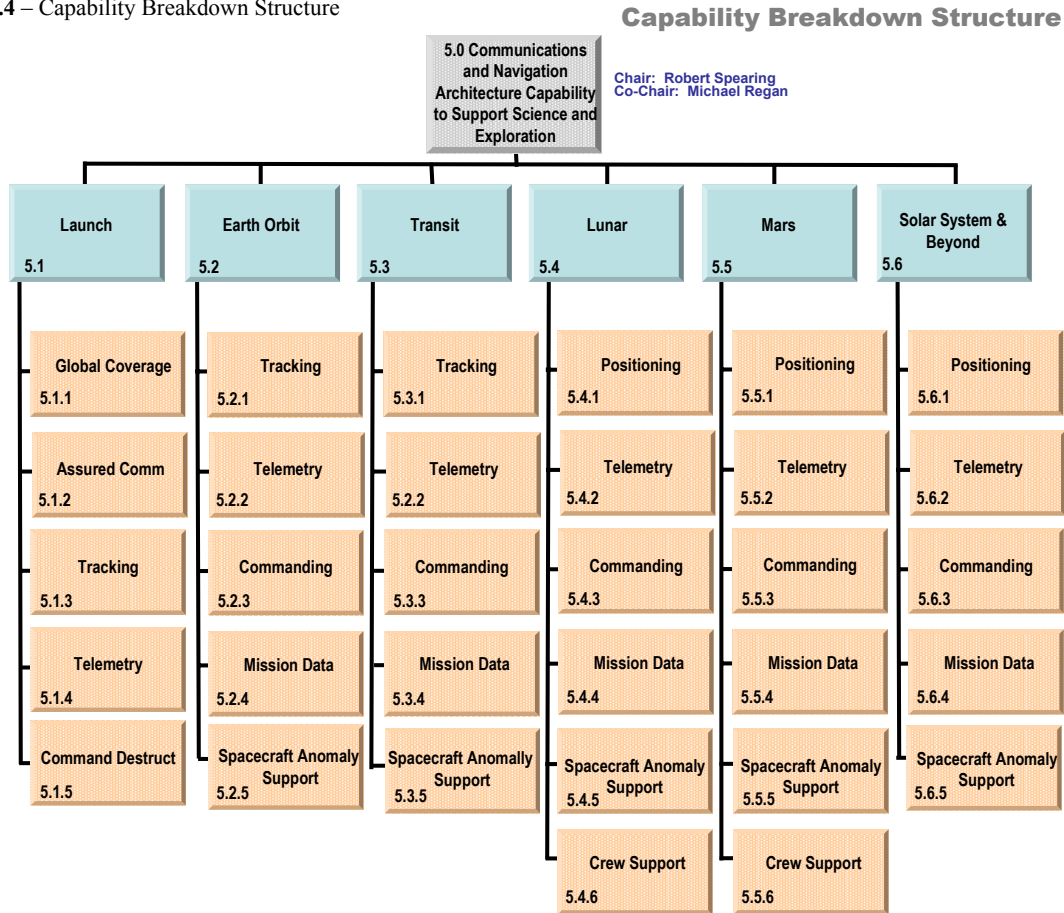 .4 – Capability Breakdown Structure
Capability Breakdown Structure
5.0 Communications
and Navigation
Architecture Capability
to Support Science and
Exploration
Chair: Robert Spearing
Co-Chair: Michael Regan
Launch
5.1
Earth Orbit
5.2
Transit
5.3
Lunar
5.4
Mars
5.5
Solar System &
Beyond
5.6
Global Coverage
5.1.1
Assured Comm
5.1.2
Tracking
5.1.3
Telemetry
5.1.4
Command Destruct
5.1.5
Tracking
5.2.1
Telemetry
5.2.2
Commanding
5.2.3
Mission Data
5.2.4
Spacecraft Anomaly
Support
5.2.5
Tracking
5.3.1
Telemetry
5.2.2
Commanding
5.3.3
Mission Data
5.3.4
Spacecraft Anomally
Support
5.3.5
Positioning
5.4.1
Telemetry
5.4.2
Commanding
5.4.3
Mission Data
5.4.4
Spacecraft Anomaly
Support
5.4.5
Crew Support
5.4.6
Positioning
5.5.1
Telemetry
5.5.2
Commanding
5.5.3
Mission Data
5.5.4
Spacecraft Anomaly
Support
5.5.5
Crew Support
5.5.6
Positioning
5.6.1
Telemetry
5.6.2
Commanding
5.6.3
Mission Data
5.6.4
Spacecraft Anomaly
Support
5.6.5